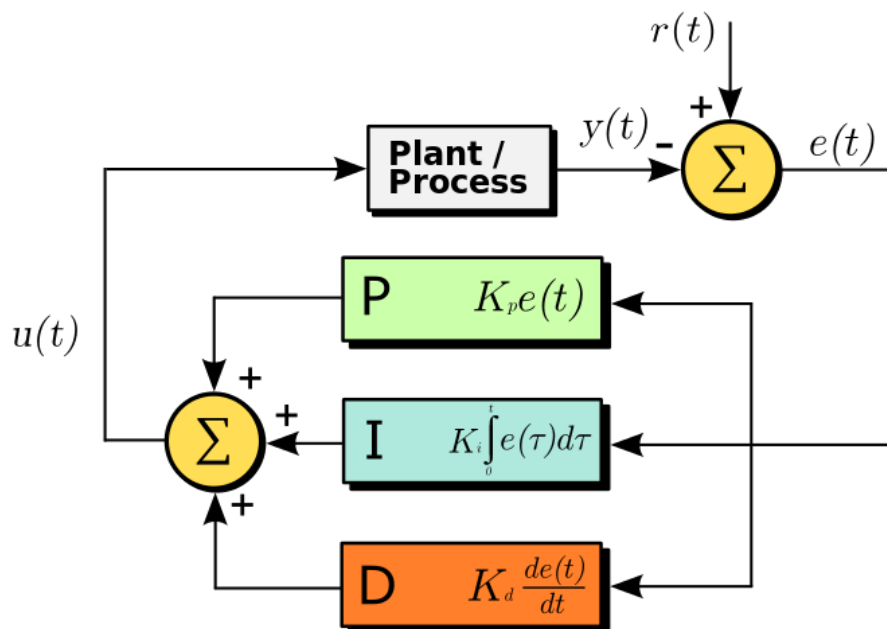 r(t)
+
Plant /
Process
y(t)
-
Σ
e(t)
P K_p e(t)
u(t)
+
+
Σ
I K_i ∫_0^t e(τ)dτ
+
D K_d de(t)/dt